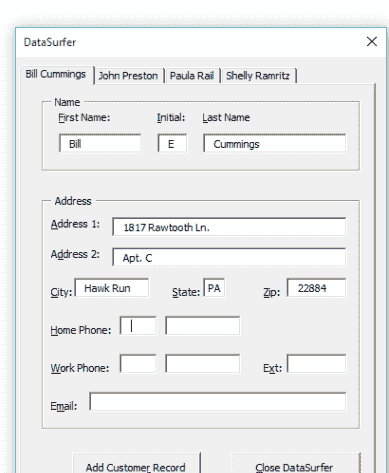 DataSurfer
Bill Cummings John Preston Paula Rail Shelly Ramritz
Name
First Name: Initial: Last Name
Bill E Cummings
Address
Address 1: 1817 Rawtooth Ln.
Address 2: Apt. C
City: Hawk Run State: PA Zip: 22884
Home Phone:
Work Phone: Ext:
Email:
Add Customer Record Close DataSurfer